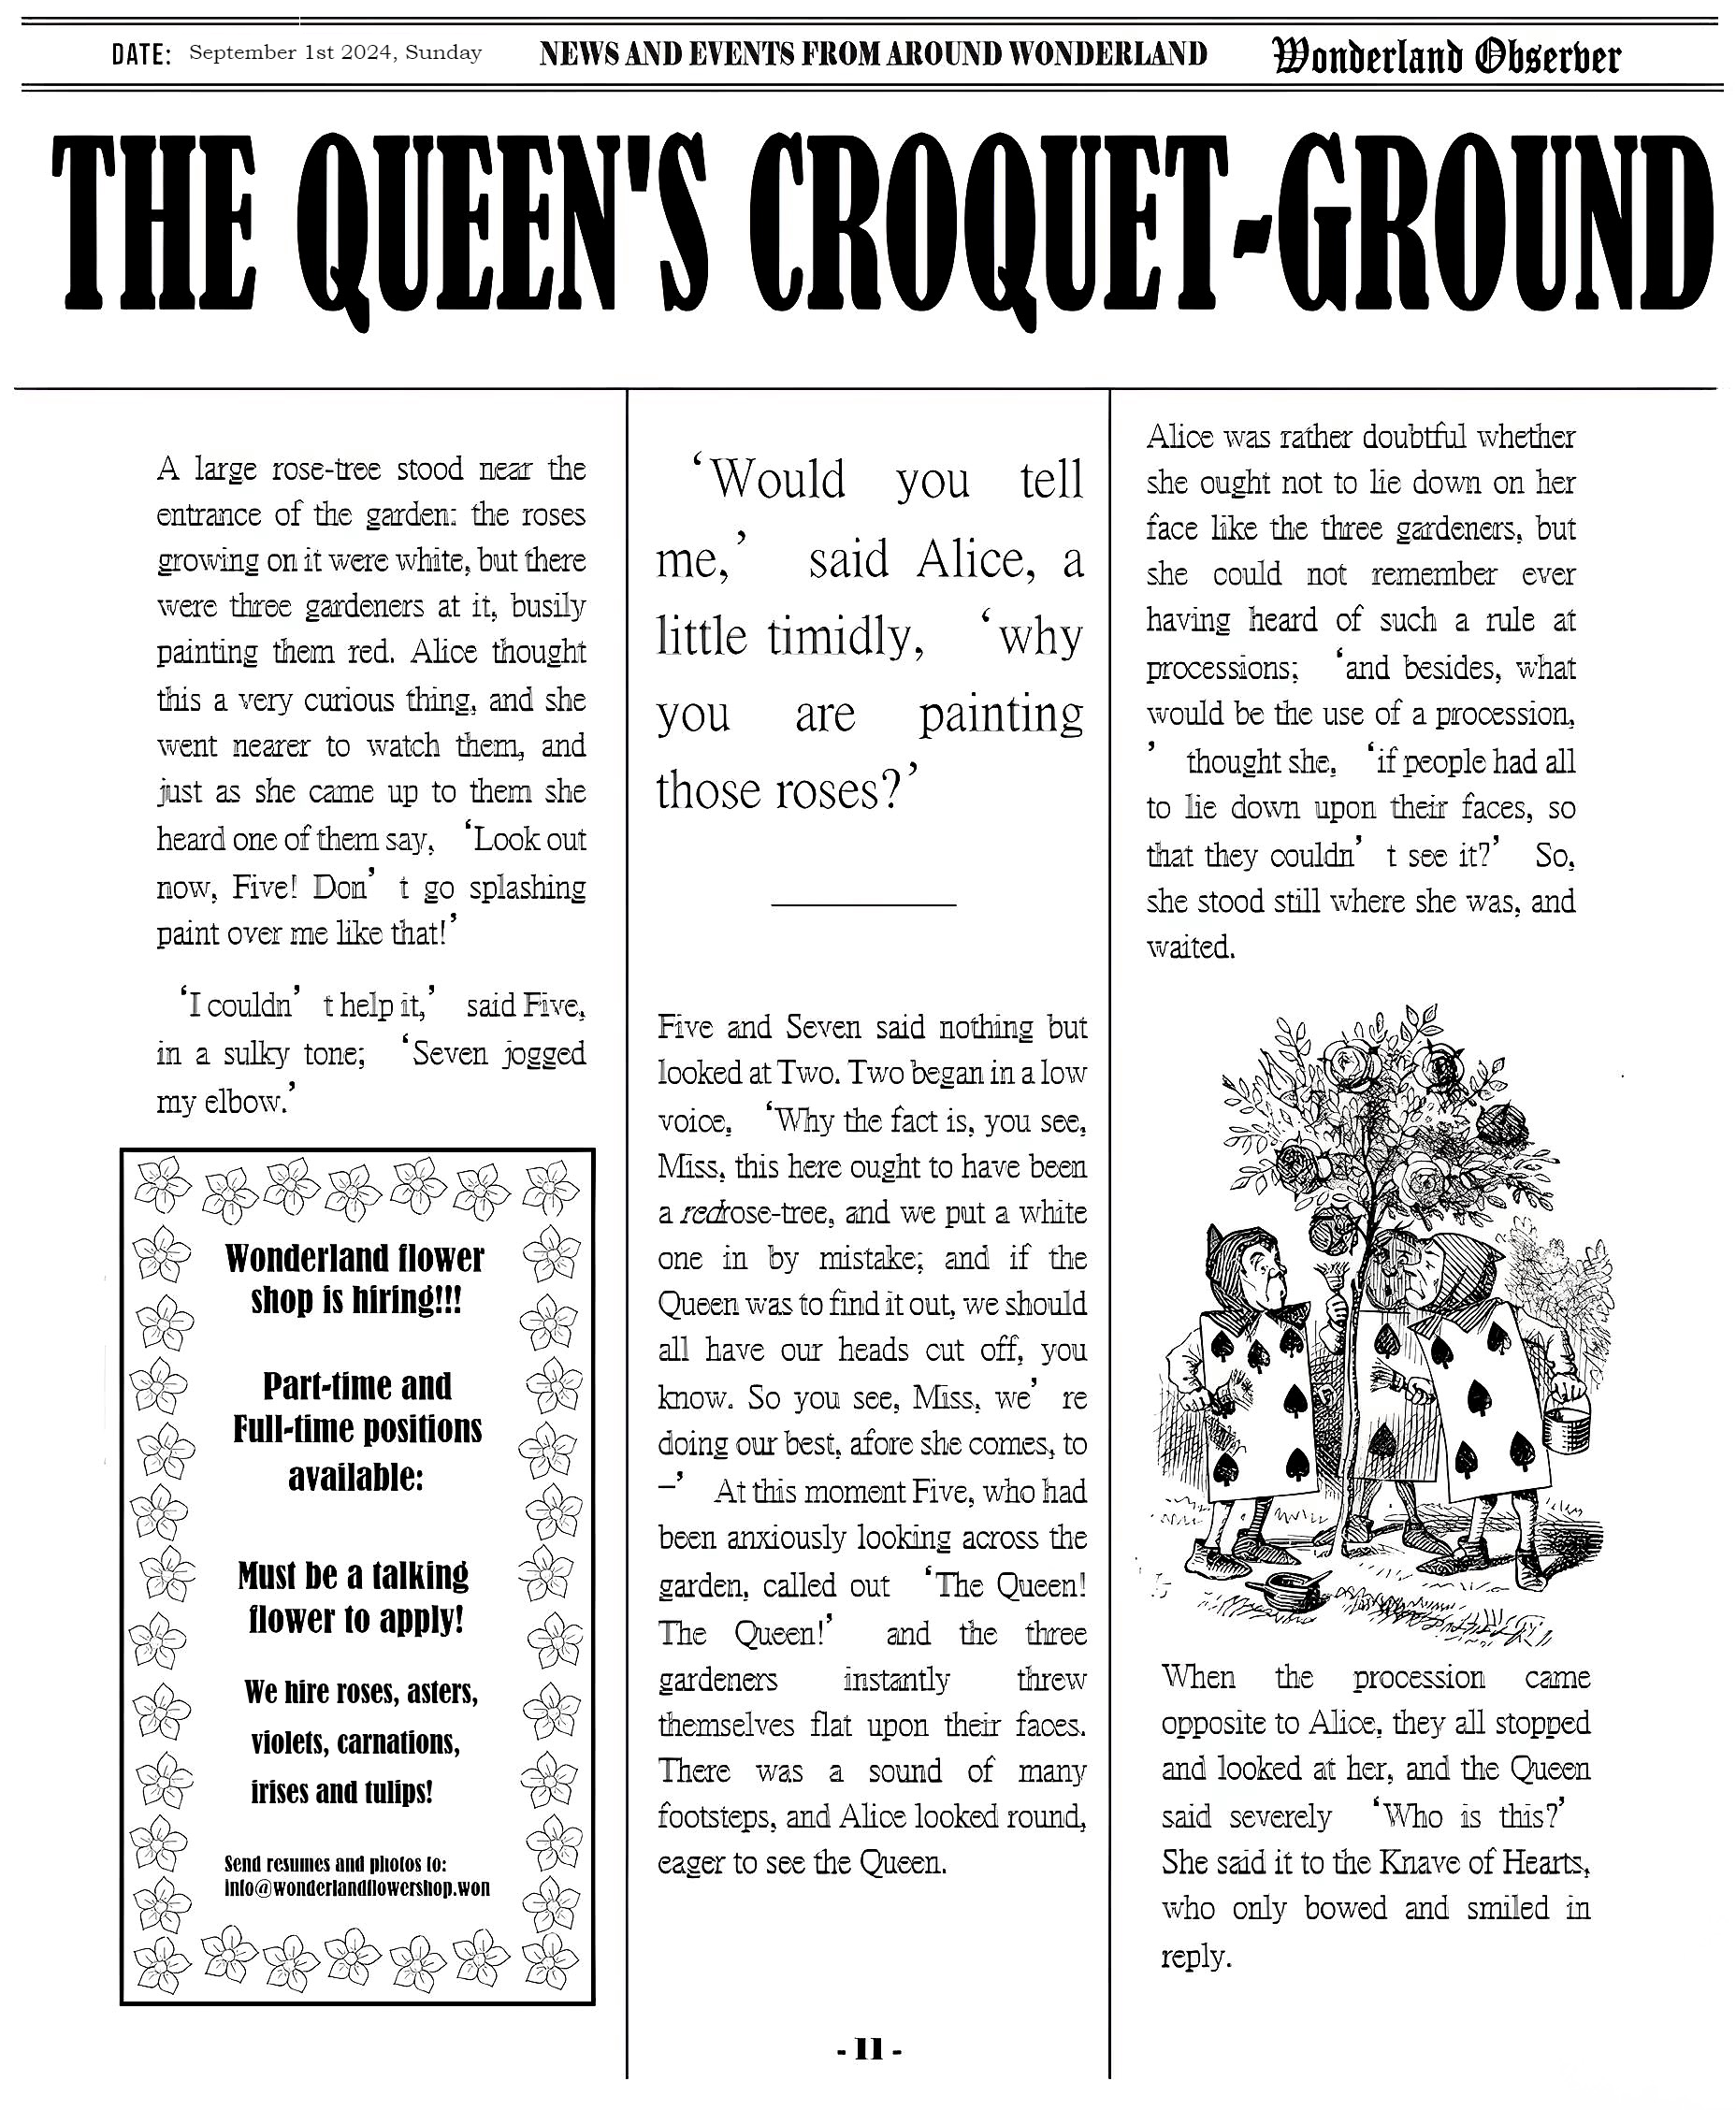 DATE: September 1st 2024, Sunday
NEWS AND EVENTS FROM AROUND WONDERLAND
Wonderland Observer
THE QUEEN'S CROQUET-GROUND
A large rose-tree stood near the
entrance of the garden: the roses
growing on it were white, but there
were three gardeners at it, busily
painting them red. Alice thought
this a very curious thing, and she
went nearer to watch them, and
just as she came up to them she
heard one of them say, ‘Look out
now, Five! Don’t go splashing
paint over me like that!’
‘I couldn’t help it,’ said Five,
in a sulky tone; ‘Seven jogged
my elbow.’
Wonderland flower
shop is hiring!!!
Part-time and
Full-time positions
available:
Must be a talking
flower to apply!
We hire roses, asters,
violets, carnations,
irises and tulips!
Send resumes and photos to:
info@wonderlandflowershop.won
‘Would you tell
me,’ said Alice, a
little timidly, ‘why
you are painting
those roses?’
Five and Seven said nothing but
looked at Two. Two began in a low
voice, ‘Why the fact is, you see,
Miss, this here ought to have been
a redrose-tree, and we put a white
one in by mistake; and if the
Queen was to find it out, we should
all have our heads cut off, you
know. So you see, Miss, we’re
doing our best, afore she comes, to
—’ At this moment Five, who had
been anxiously looking across the
garden, called out ‘The Queen!
The Queen!’ and the three
gardeners instantly threw
themselves flat upon their faces.
There was a sound of many
footsteps, and Alice looked round,
eager to see the Queen.
Alice was rather doubtful whether
she ought not to lie down on her
face like the three gardeners, but
she could not remember ever
having heard of such a rule at
processions; ‘and besides, what
would be the use of a procession,
’ thought she, ‘if people had all
to lie down upon their faces, so
that they couldn’t see it?’ So,
she stood still where she was, and
waited.
When the procession came
opposite to Alice, they all stopped
and looked at her, and the Queen
said severely ‘Who is this?’
She said it to the Knave of Hearts,
who only bowed and smiled in
reply.
- 11 -